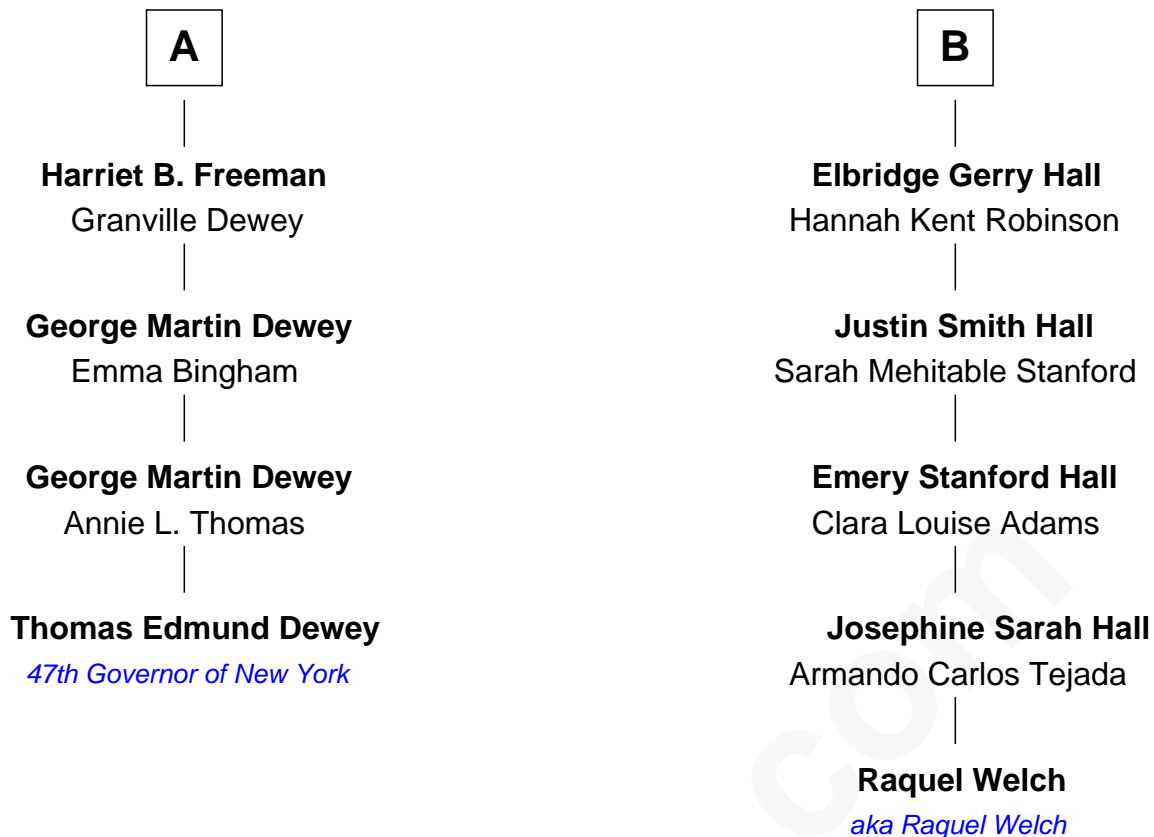 A
Harriet B. Freeman
Granville Dewey
George Martin Dewey
Emma Bingham
George Martin Dewey
Annie L. Thomas
Thomas Edmund Dewey
47th Governor of New York
B
Elbridge Gerry Hall
Hannah Kent Robinson
Justin Smith Hall
Sarah Mehitable Stanford
Emery Stanford Hall
Clara Louise Adams
Josephine Sarah Hall
Armando Carlos Tejada
Raquel Welch
aka Raquel Welch
com